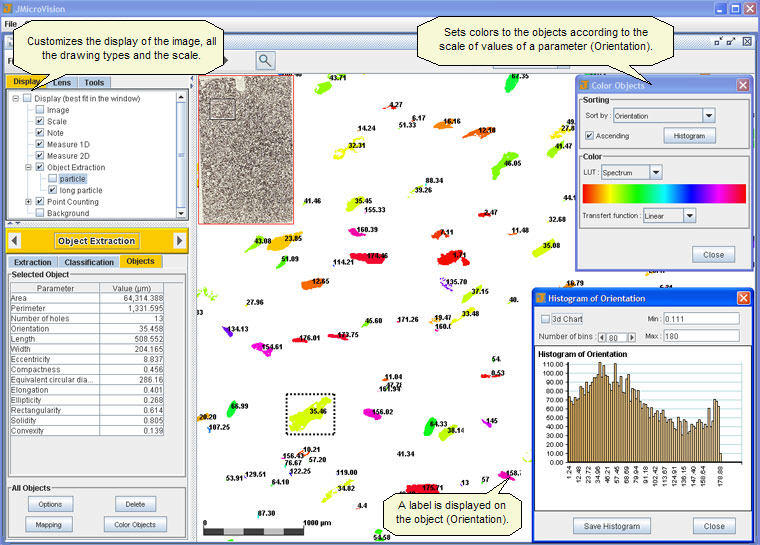 JMicroVision
File
Customizes the display of the image, all
the drawing types and the scale.
Sets colors to the objects according to the
scale of values of a parameter (Orientation).
Display Lens Tools
Display (best fit in the window)
Image
Scale
Note
Measure 1D
Measure 2D
Object Extraction
particle
long particle
Point Counting
Background
Object Extraction
Extraction Classification Objects
Selected Object
Parameter Value (µm)
Area 64,314.388
Perimeter 1,331.595
Number of holes 13
Orientation 35.458
Length 508.552
Width 204.165
Eccentricity 8.837
Compactness 0.456
Equivalent circular dia... 286.16
Elongation 0.401
Ellipticity 0.268
Rectangularity 0.614
Solidity 0.805
Convexity 0.139
All Objects
Options Delete
Mapping Color Objects
43.71
67.35
4.27
51.33 6.17 16.16
14.24
12.18
32.31
27.8
41.47
46.05
88.34
39.26
41.46
35.45
155.33
2.47
32.68
160.39
7.11
11.48
43.08 23.85
35.08
174.46
1.71
51.09
114.21
12.65
135.70
37.15
27.96
40.
33.48
45.60 171.26
19.47
160.
134.13
176.01 173.75
154.61
54.
11.04
0.53
161.94
66.99
35.46
156.02
20.20
107.25
64.33
145
38.14
10.21
156.43
57.20
76.67
41.34
122.25
129.51
53.91
64.10
119.00
13
57
158.
34.82
175.71
4.4
87.30
1000 µm
A label is displayed on
the object (Orientation).
Color Objects
Sorting
Sort by : Orientation
Ascending Histogram
Color
LUT : Spectrum
Transfert function : Linear
Close
Histogram of Orientation
3d Chart Min : 0.111
Number of bins : 80 Max : 180
Histogram of Orientation
110.00
100.00
90.00
80.00
70.00
60.00
50.00
40.00
30.00
20.00
10.00
0.00
1.24 12.48 23.72 34.96 46.21 57.45 68.69 79.94 91.18 102.42 113.67 124.91 136.15 147.40 158.64 178.88
Save Histogram Close